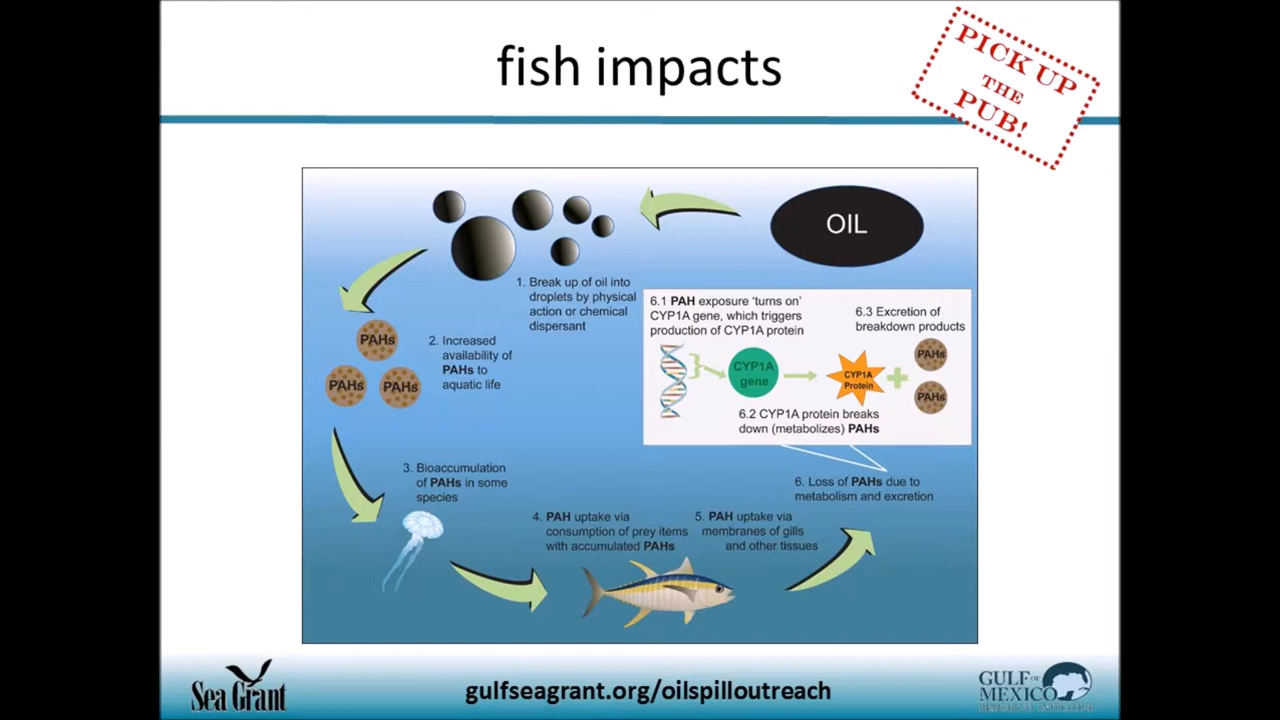 fish impacts
PICK UP
THE
PUB!
OIL
1. Break up of oil into
droplets by physical
action or chemical
dispersant
PAHs
PAHs
PAHs
2. Increased
availability of
PAHs to
aquatic life
3. Bioaccumulation
of PAHs in some
species
4. PAH uptake via
consumption of prey items
with accumulated PAHs
5. PAH uptake via
membranes of gills
and other tissues
6. Loss of PAHs due to
metabolism and excretion
6.1 PAH exposure 'turns on'
CYP1A gene, which triggers
production of CYP1A protein
CYP1A
gene
CYP1A
Protein
6.2 CYP1A protein breaks
down (metabolizes) PAHs
6.3 Excretion of
breakdown products
PAHs
PAHs
Sea Grant
gulfseagrant.org/oilspilloutreach
GULF of
MEXICO